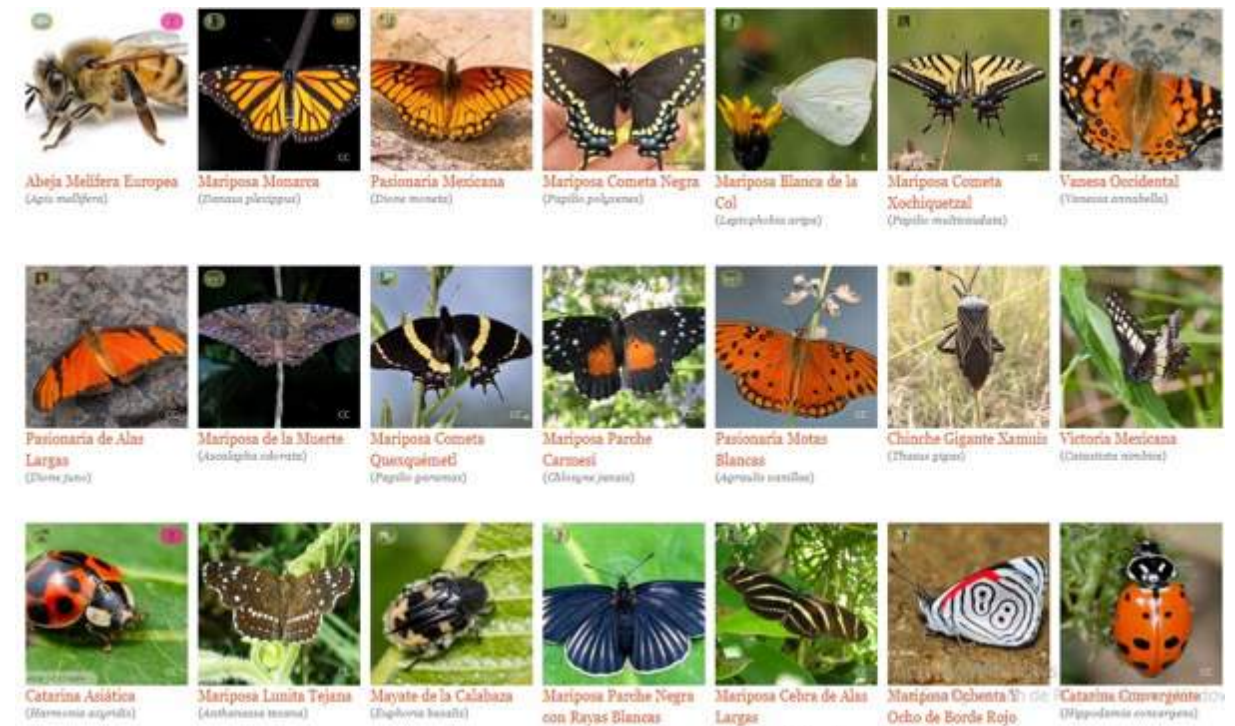 Abeja Melífera Europea
(Apis mellifera)
Mariposa Monarca
(Danaus plexippus)
Pasionaria Mexicana
(Dione moneta)
Mariposa Cometa Negra
(Papilio polyxenes)
Mariposa Blanca de la
Col
(Leptophobia aripa)
Mariposa Cometa
Xochiquetzal
(Papilio multicaudata)
Vanesa Occidental
(Vanessa annabella)
Pasionaria de Alas
Largas
(Dione juno)
Mariposa de la Muerte
(Ascalapha odorata)
Mariposa Cometa
Quexquémetl
(Papilio garamas)
Mariposa Parche
Carmesí
(Chlosyne janais)
Pasionaria Motas
Blancas
(Agraulis vanillae)
Chinche Gigante Xamuis
(Thasus gigas)
Victoria Mexicana
(Catasticta nimbice)
Catarina Asiática
(Harmonia axyridis)
Mariposa Lunita Tejana
(Anthanassa texana)
Mayate de la Calabaza
(Euphoria basalis)
Mariposa Parche Negra
con Rayas Blancas
Mariposa Cebra de Alas
Largas
Mariposa Ochenta Y
Ocho de Borde Rojo
Catarina Convergente
(Hippodamia convergens)